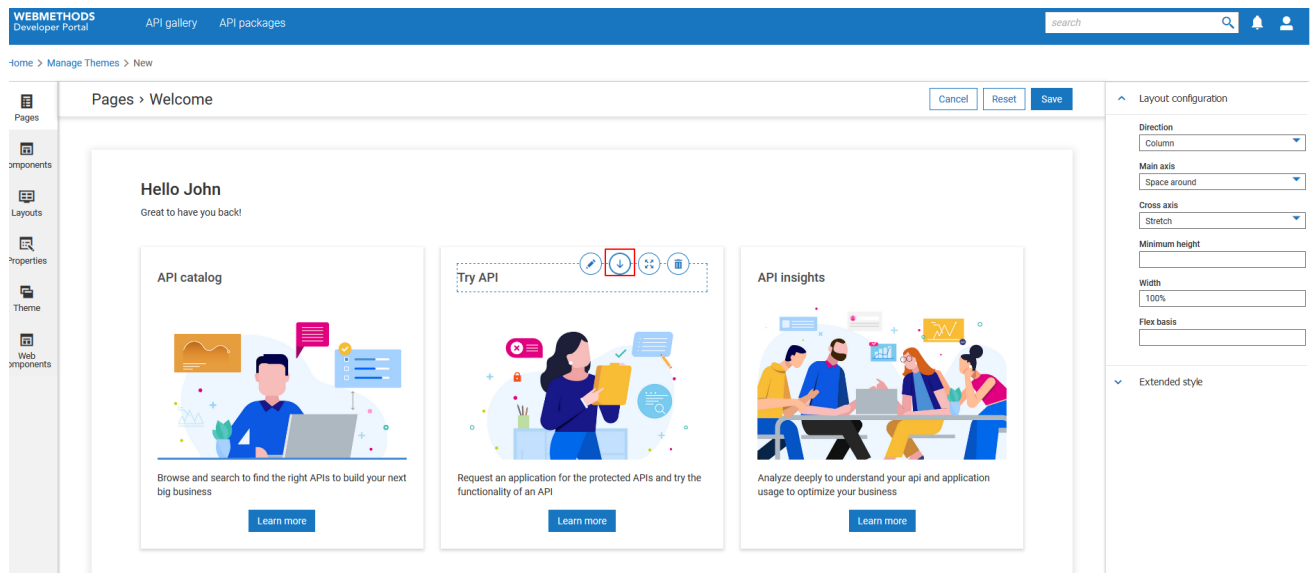 WEBMETHODS
Developer Portal
API gallery API packages
search
Home > Manage Themes > New
Pages
omponents
Layouts
Properties
Theme
Web
omponents
Pages > Welcome
Cancel Reset Save
Hello John
Great to have you back!
API catalog
Browse and search to find the right APIs to build your next
big business
Learn more
Try API
Request an application for the protected APIs and try the
functionality of an API
Learn more
API insights
Analyze deeply to understand your api and application
usage to optimize your business
Learn more
Layout configuration
Direction
Column
Main axis
Space around
Cross axis
Stretch
Minimum height
Width
100%
Flex basis
Extended style